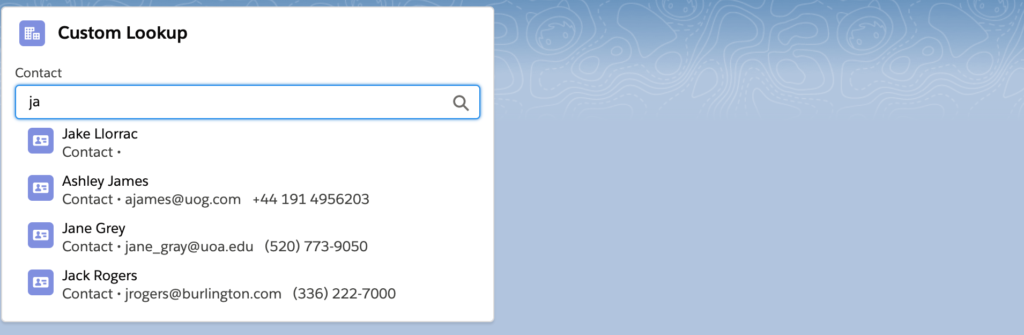 Custom Lookup
Contact
ja
Jake Llorrac
Contact •
Ashley James
Contact • ajames@uog.com +44 191 4956203
Jane Grey
Contact • jane_gray@uoa.edu (520) 773-9050
Jack Rogers
Contact • jrogers@burlington.com (336) 222-7000